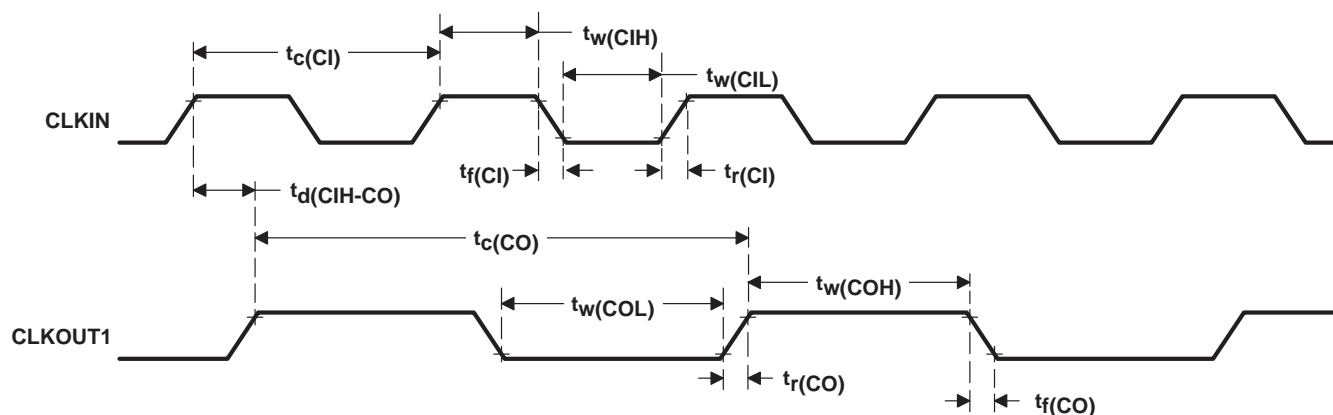 tw(CIH)
tc(CI)
tw(CIL)
CLKIN
tf(CI)
tr(CI)
td(CIH-CO)
tc(CO)
tw(COH)
tw(COL)
CLKOUT1
tr(CO)
tf(CO)